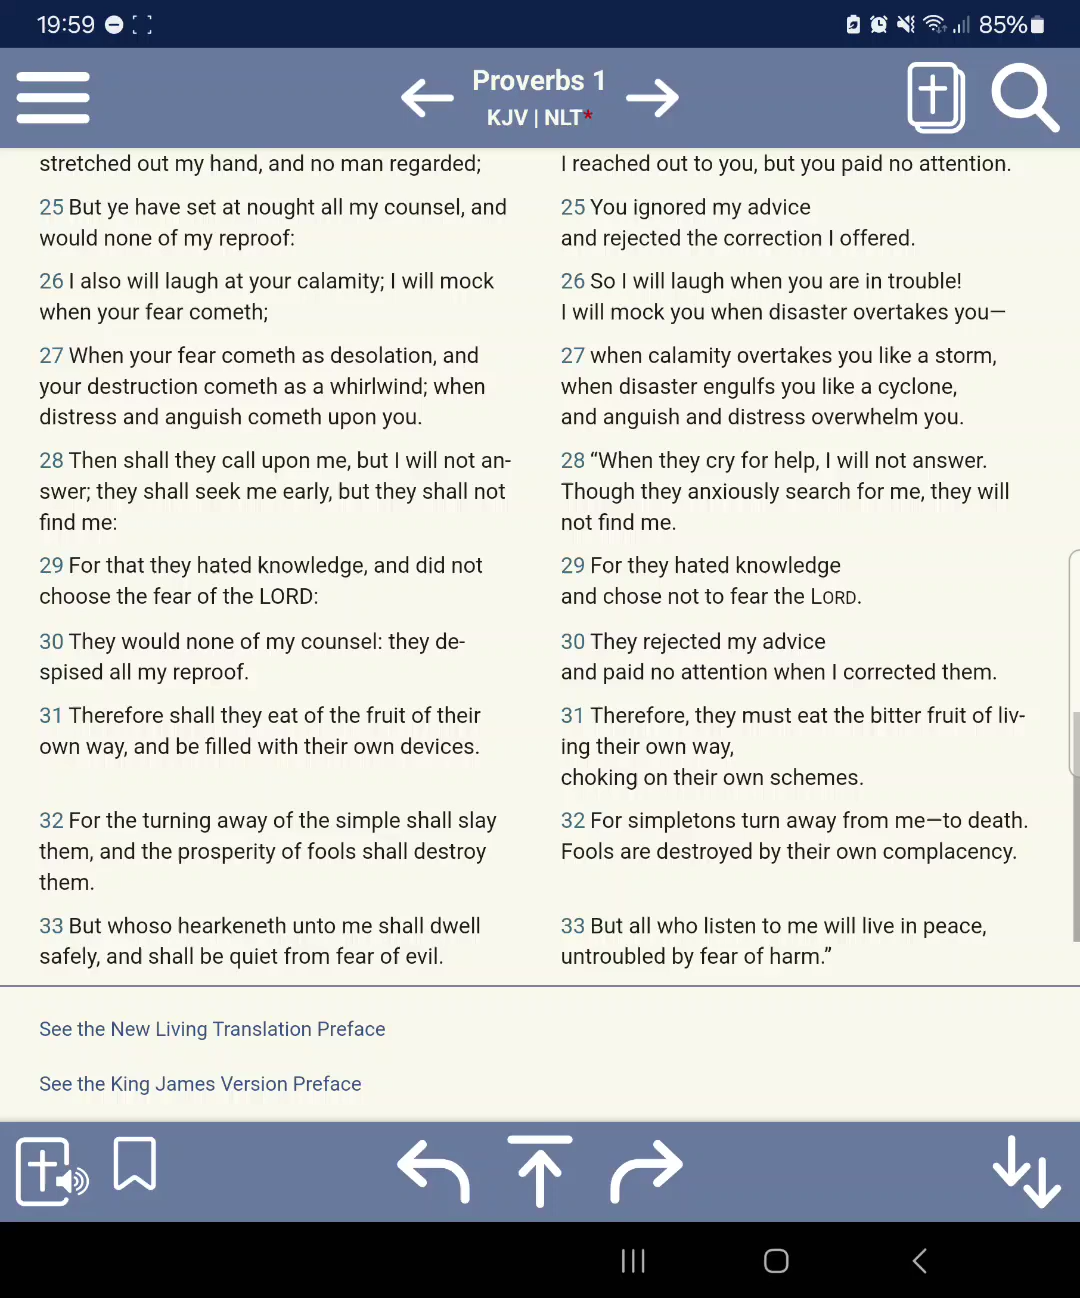 19:59
85%
Proverbs 1
KJV | NLT*
stretched out my hand, and no man regarded;
25 But ye have set at nought all my counsel, and
would none of my reproof:
26 I also will laugh at your calamity; I will mock
when your fear cometh;
27 When your fear cometh as desolation, and
your destruction cometh as a whirlwind; when
distress and anguish cometh upon you.
28 Then shall they call upon me, but I will not an-
swer; they shall seek me early, but they shall not
find me:
29 For that they hated knowledge, and did not
choose the fear of the LORD:
30 They would none of my counsel: they de-
spised all my reproof.
31 Therefore shall they eat of the fruit of their
own way, and be filled with their own devices.
32 For the turning away of the simple shall slay
them, and the prosperity of fools shall destroy
them.
33 But whoso hearkeneth unto me shall dwell
safely, and shall be quiet from fear of evil.
I reached out to you, but you paid no attention.
25 You ignored my advice
and rejected the correction I offered.
26 So I will laugh when you are in trouble!
I will mock you when disaster overtakes you—
27 when calamity overtakes you like a storm,
when disaster engulfs you like a cyclone,
and anguish and distress overwhelm you.
28 “When they cry for help, I will not answer.
Though they anxiously search for me, they will
not find me.
29 For they hated knowledge
and chose not to fear the LORD.
30 They rejected my advice
and paid no attention when I corrected them.
31 Therefore, they must eat the bitter fruit of liv-
ing their own way,
choking on their own schemes.
32 For simpletons turn away from me—to death.
Fools are destroyed by their own complacency.
33 But all who listen to me will live in peace,
untroubled by fear of harm.”
See the New Living Translation Preface
See the King James Version Preface